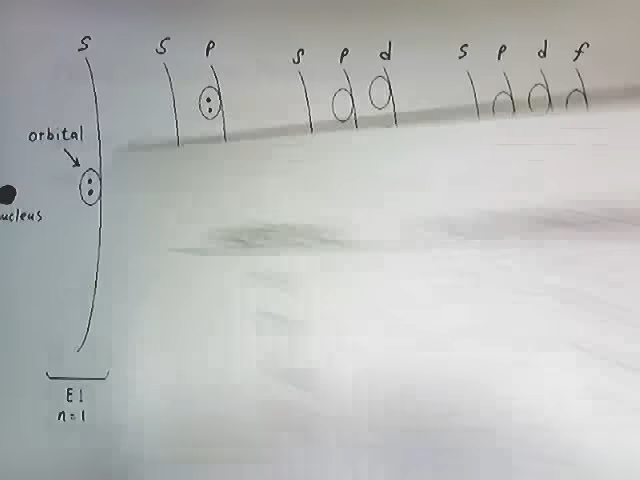 s s p s p d s p d f
orbital
ucleus
E1
n=1